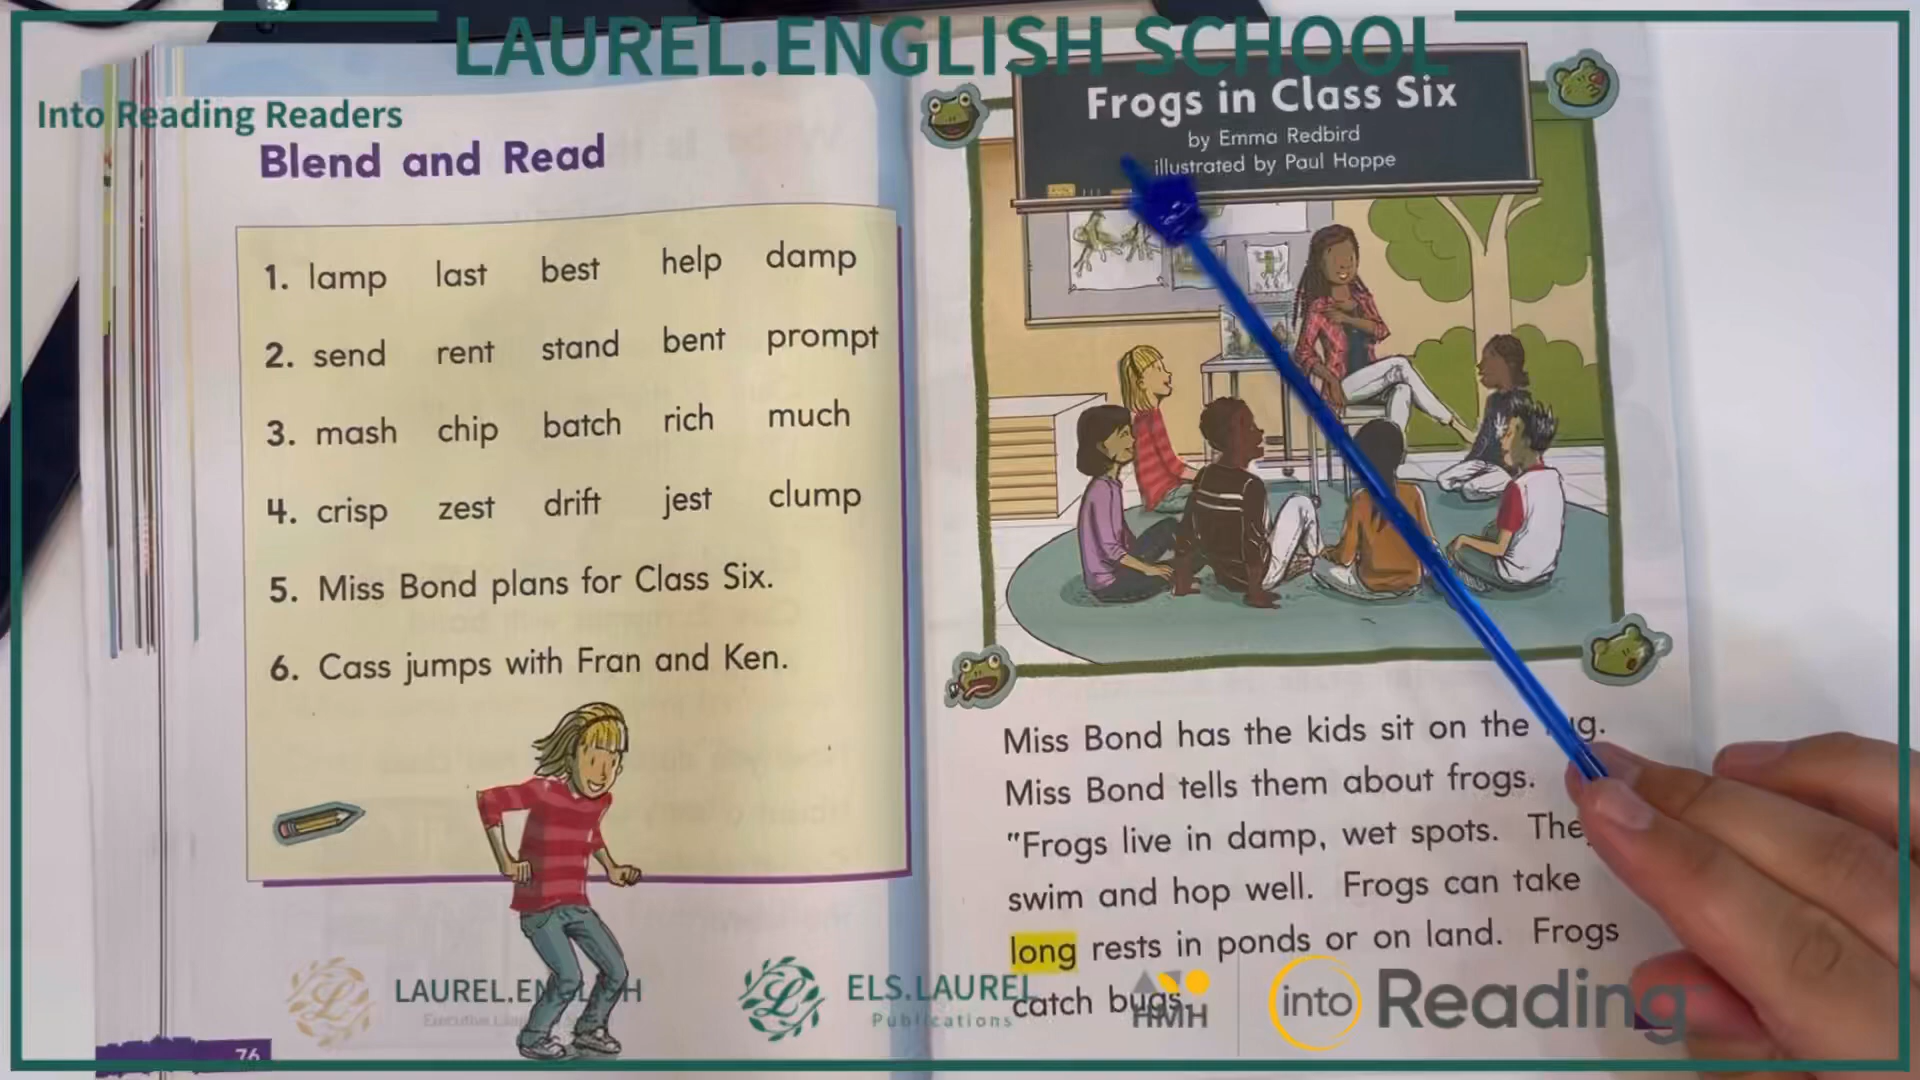 LAUREL.ENGLISH SCHOOL
Into Reading Readers
Blend and Read
1. lamp last best help damp
2. send rent stand bent prompt
3. mash chip batch rich much
4. crisp zest drift jest clump
5. Miss Bond plans for Class Six.
6. Cass jumps with Fran and Ken.
76
Frogs in Class Six
by Emma Redbird
illustrated by Paul Hoppe
Miss Bond has the kids sit on the
Miss Bond tells them about frogs.
"Frogs live in damp, wet spots. The
swim and hop well. Frogs can take
long rests in ponds or on land. Frogs
catch bugs.
LAUREL.ENGLISH
ELS.LAUREL
Publications
HMH
into Reading